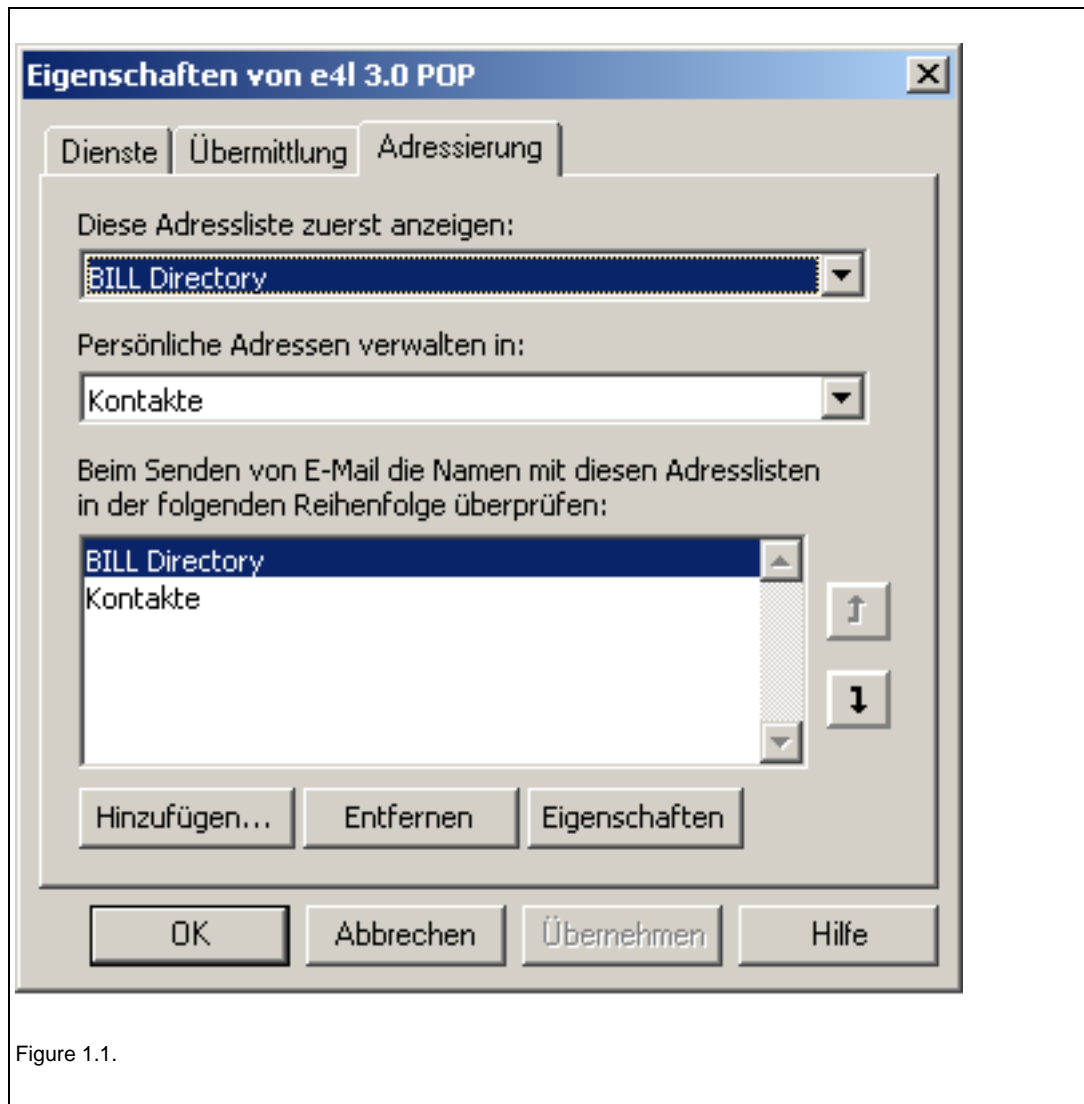 Eigenschaften von e4l 3.0 POP
Dienste
Übermittlung
Adressierung
Diese Adressliste zuerst anzeigen:
BILL Directory
Persönliche Adressen verwalten in:
Kontakte
Beim Senden von E-Mail die Namen mit diesen Adresslisten
in der folgenden Reihenfolge überprüfen:
BILL Directory
Kontakte
Hinzufügen...
Entfernen
Eigenschaften
OK
Abbrechen
Übernehmen
Hilfe
Figure 1.1.